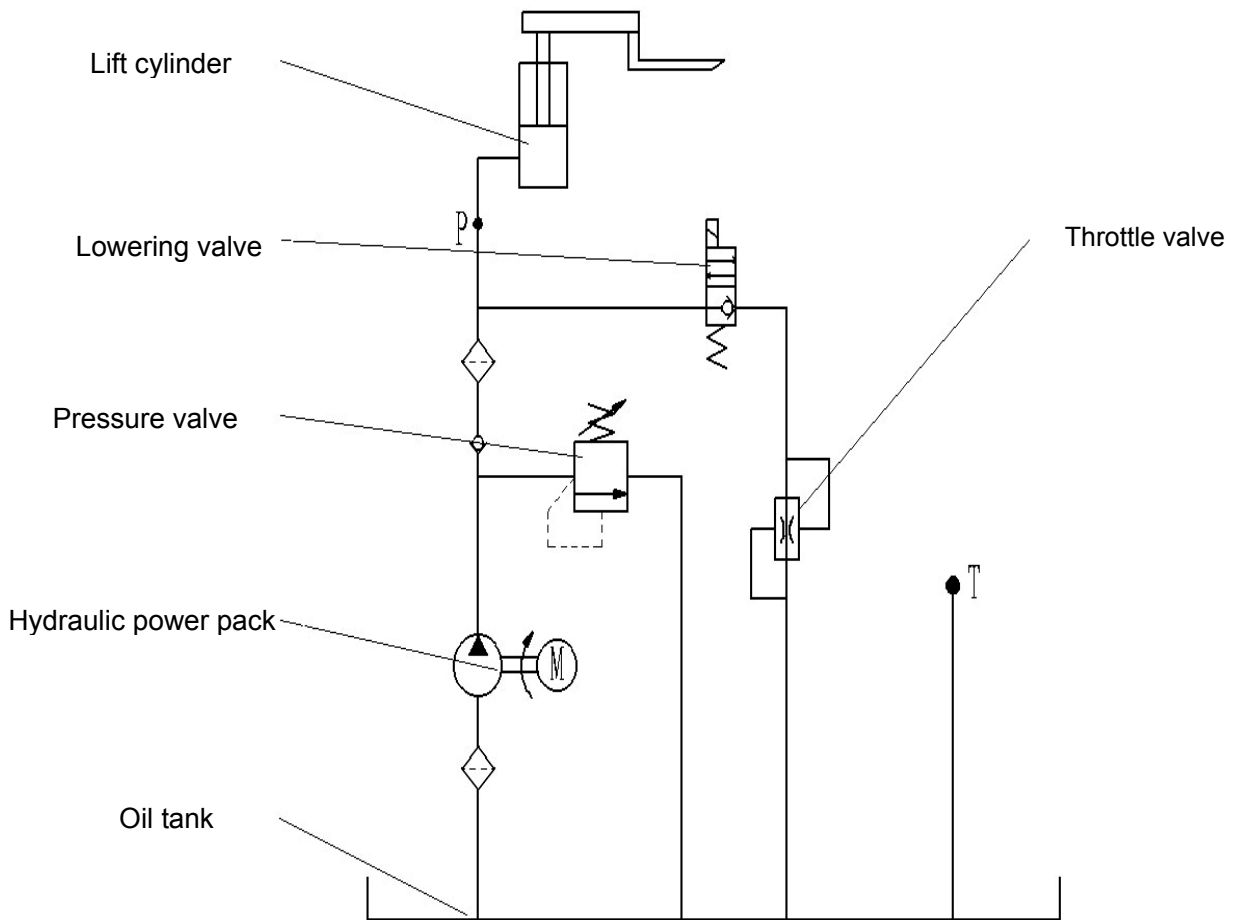 Lift cylinder
P
Lowering valve
Throttle valve
Pressure valve
T
Hydraulic power pack
M
Oil tank